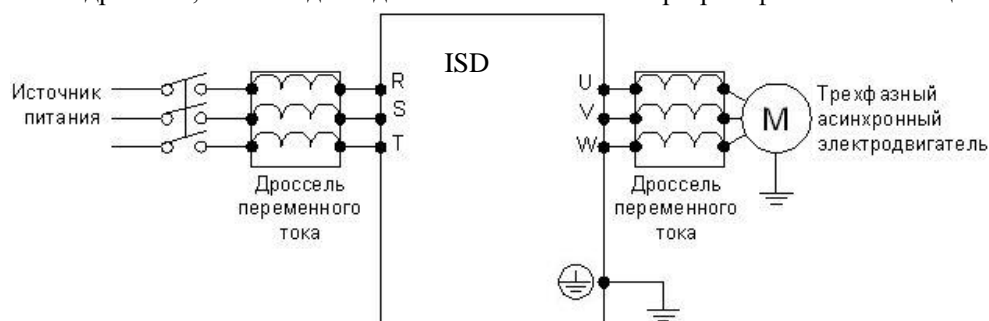 ISD
Источник
питания
R
S
T
U
V
W
Дроссель
переменного
тока
Дроссель
переменного
тока
M
Трехфазный
асинхронный
электродвигатель